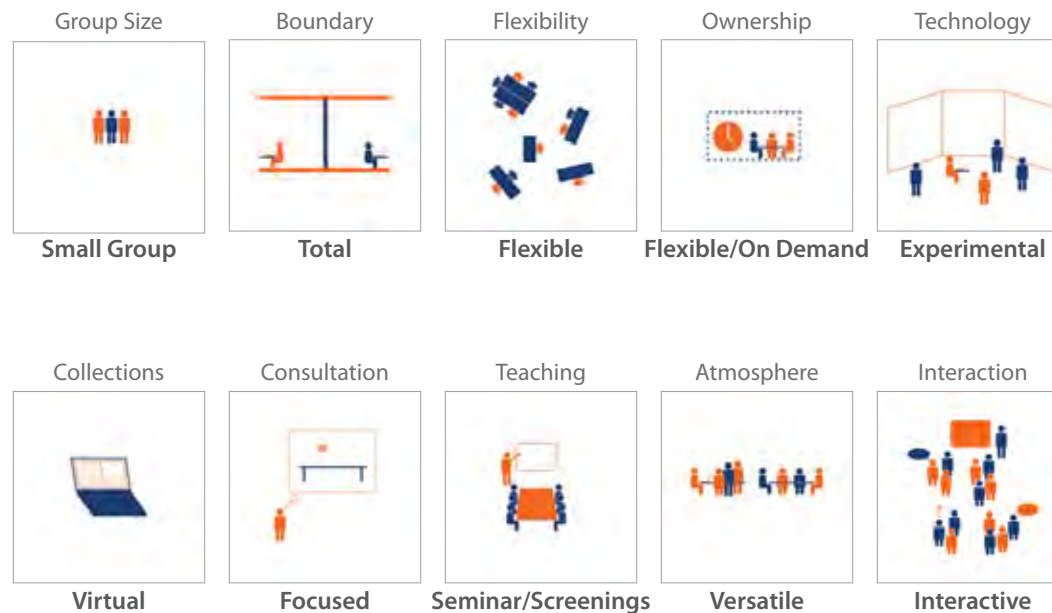 Group Size
Boundary
Flexibility
Ownership
Technology
Small Group
Total
Flexible
Flexible/On Demand
Experimental
Collections
Consultation
Teaching
Atmosphere
Interaction
Virtual
Focused
Seminar/Screenings
Versatile
Interactive